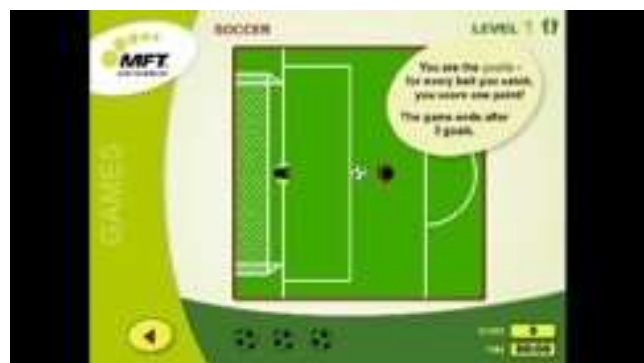 SOCCER
LEVEL 1
MFT
You are the goalie -
for every ball you catch,
you score one point!
The game ends after
3 goals.
GAMES
TIME